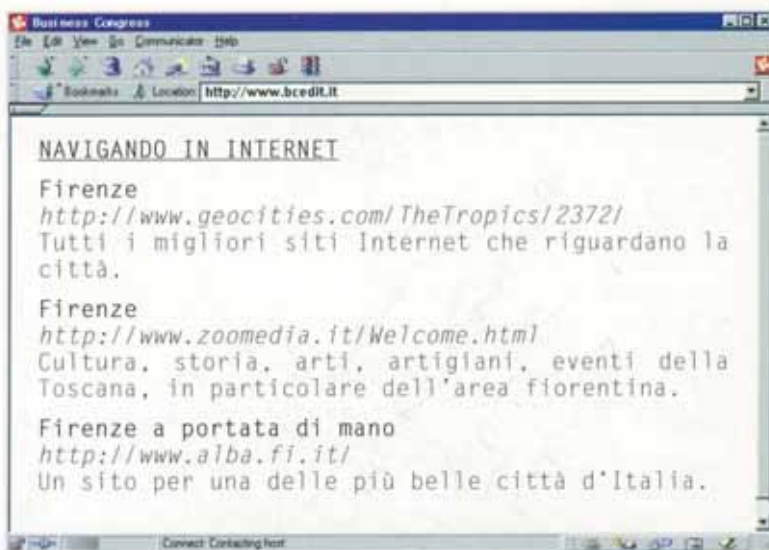 Business Congress
File Edit View Go Communicator Help
Bookmarks Location http://www.bcedit.it
NAVIGANDO IN INTERNET
Firenze
http://www.geocities.com/TheTropics/2372/
Tutti i migliori siti Internet che riguardano la
città.
Firenze
http://www.zoomedia.it/Welcome.html
Cultura, storia, arti, artigiani, eventi della
Toscana, in particolare dell'area fiorentina.
Firenze a portata di mano
http://www.alba.fi.it/
Un sito per una delle più belle città d'Italia.
Connect: Contacting host